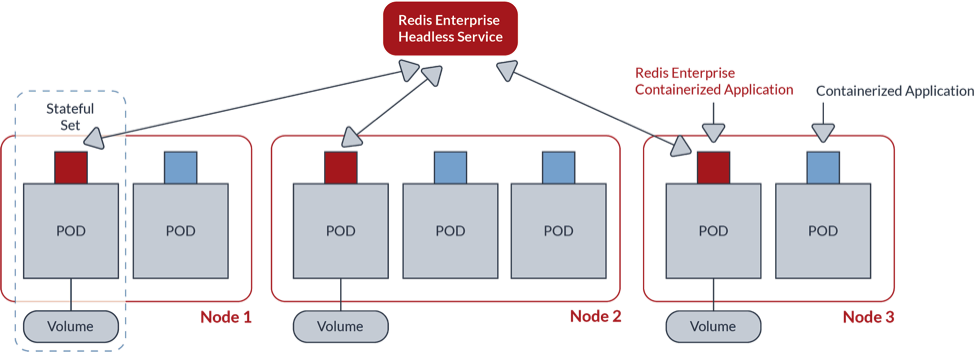 Redis Enterprise
Headless Service
Redis Enterprise
Containerized Application
Containerized Application
Stateful
Set
POD
POD
POD
POD
POD
POD
POD
Node 1
Node 2
Node 3
Volume
Volume
Volume